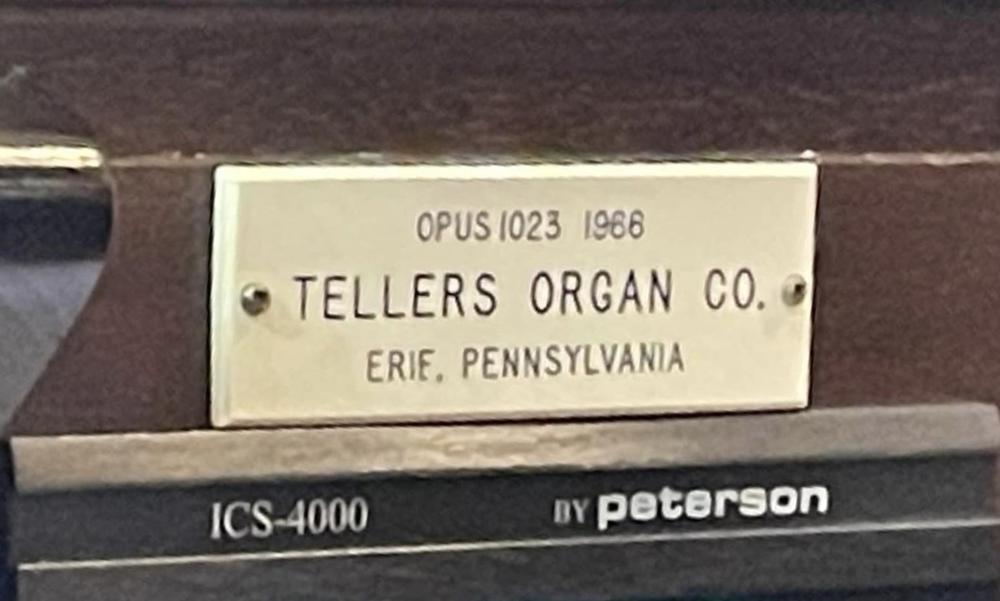 OPUS 1023 1966
TELLERS ORGAN CO.
ERIE, PENNSYLVANIA
ICS-4000 BY peterson